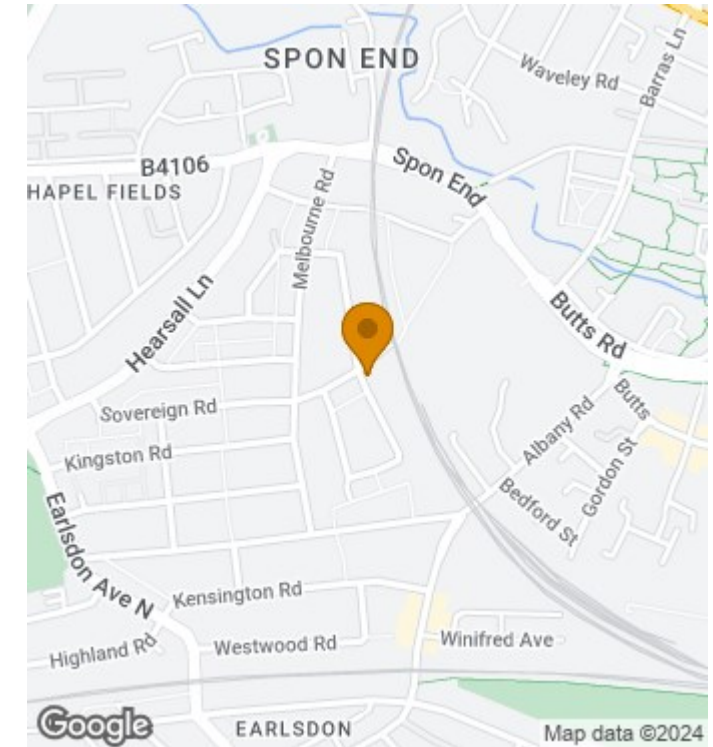 SPON END
Waveley Rd
Barras Ln
B4106
Spon End
HAPEL FIELDS
Melbourne Rd
Hearsall Ln
Butts Rd
Sovereign Rd
Albany Rd
Butts
Kingston Rd
Gordon St
Bedford St
Earlsdon Ave N
Kensington Rd
Highland Rd
Westwood Rd
Winifred Ave
EARLSDON
Google
Map data ©2024